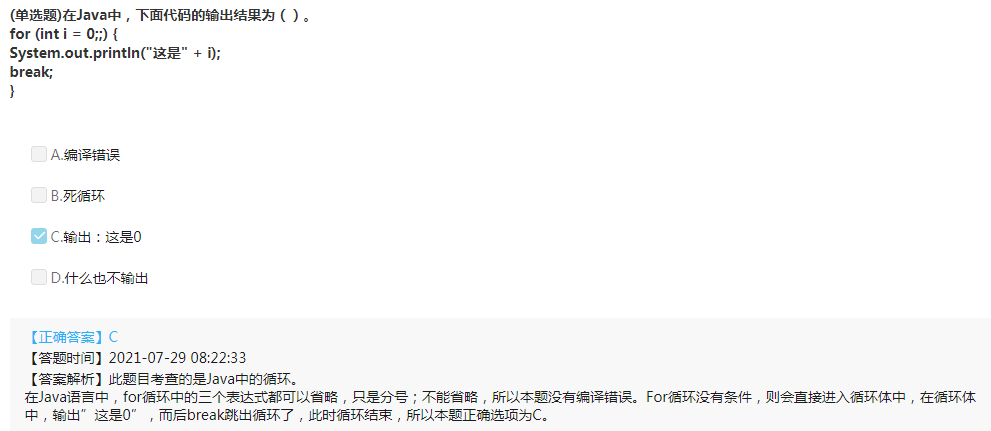 (单选题)在Java中，下面代码的输出结果为（ ）。
for (int i = 0;;) {
System.out.println("这是" + i);
break;
}
A.编译错误
B.死循环
C.输出：这是0
D.什么也不输出
【正确答案】C
【答题时间】2021-07-29 08:22:33
【答案解析】此题目考查的是Java中的循环。
在Java语言中，for循环中的三个表达式都可以省略，只是分号；不能省略，所以本题没有编译错误。For循环没有条件，则会直接进入循环体中，在循环体
中，输出”这是0”，而后break跳出循环了，此时循环结束，所以本题正确选项为C。